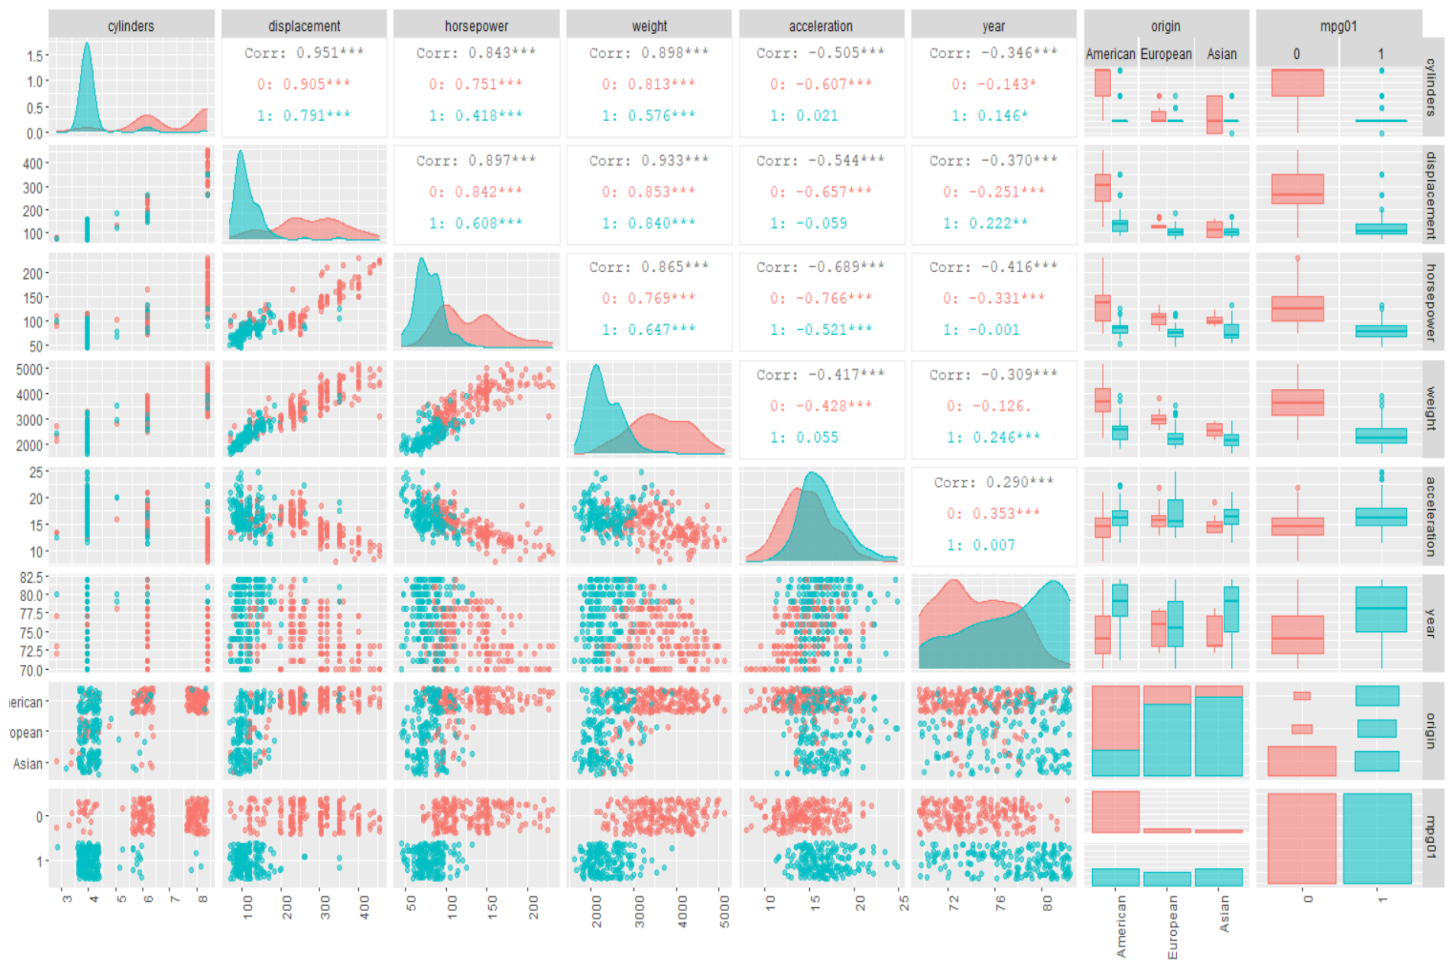 cylinders displacement horsepower weight acceleration year origin mpg01
American European Asian 0 1
Corr: 0.951*** Corr: 0.843*** Corr: 0.898*** Corr: -0.505*** Corr: -0.346***
0: 0.905*** 0: 0.751*** 0: 0.813*** 0: -0.607*** 0: -0.143*
1: 0.791*** 1: 0.418*** 1: 0.576*** 1: 0.021 1: 0.146*
1.5
1.0
0.5
0.0
cylinders
Corr: 0.897*** Corr: 0.933*** Corr: -0.544*** Corr: -0.370***
0: 0.842*** 0: 0.853*** 0: -0.657*** 0: -0.251***
1: 0.608*** 1: 0.840*** 1: -0.059 1: 0.222**
400
300
200
100
displacement
Corr: 0.865*** Corr: -0.689*** Corr: -0.416***
0: 0.769*** 0: -0.766*** 0: -0.331***
1: 0.647*** 1: -0.521*** 1: -0.001
200
150
100
50
horsepower
Corr: -0.417*** Corr: -0.309***
0: -0.428*** 0: -0.126.
1: 0.055 1: 0.246***
5000
4000
3000
2000
weight
Corr: 0.290***
0: 0.353***
1: 0.007
25
20
15
10
acceleration
82.5
80.0
77.5
75.0
72.5
70.0
year
erican
opean
Asian
origin
0
1
mpg01
3 4 5 6 7 8 100 200 300 400 50 100 150 200 2000 3000 4000 5000 10 15 20 25 72 76 80 American European Asian 0 1